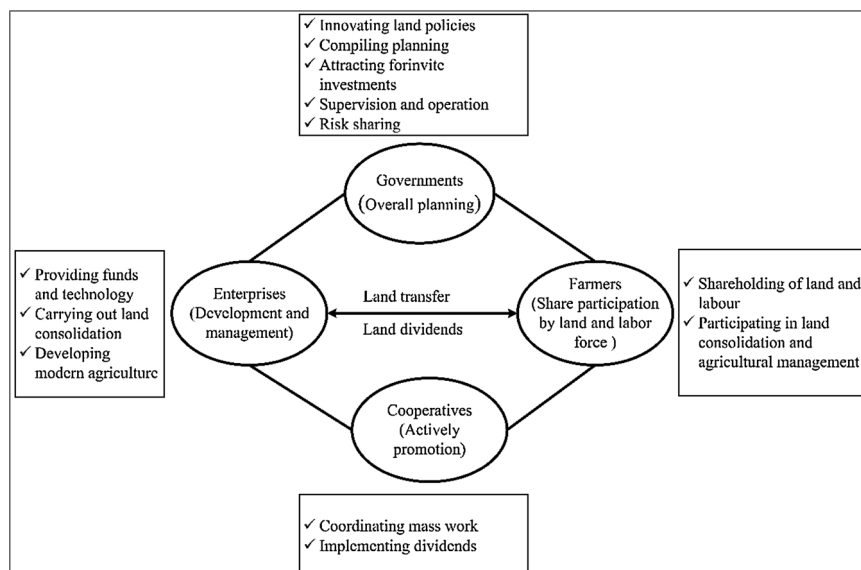 ✓ Innovating land policies
✓ Compiling planning
✓ Attracting forinvitc
investments
✓ Supervision and operation
✓ Risk sharing
Governments
(Overall planning)
✓ Providing funds
and technology
✓ Carrying out land
consolidation
✓ Developing
modern agriculture
Enterprises
(Development and
management)
Land transfer
Land dividends
Farmers
(Share participation
by land and labor
force )
✓ Shareholding of land and
labour
✓ Participating in land
consolidation and
agricultural management
Cooperatives
(Actively
promotion)
✓ Coordinating mass work
✓ Implementing dividends